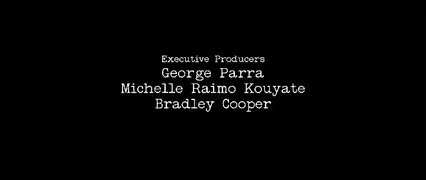 Executive Producers
George Parra
Michelle Raimo Kouyate
Bradley Cooper